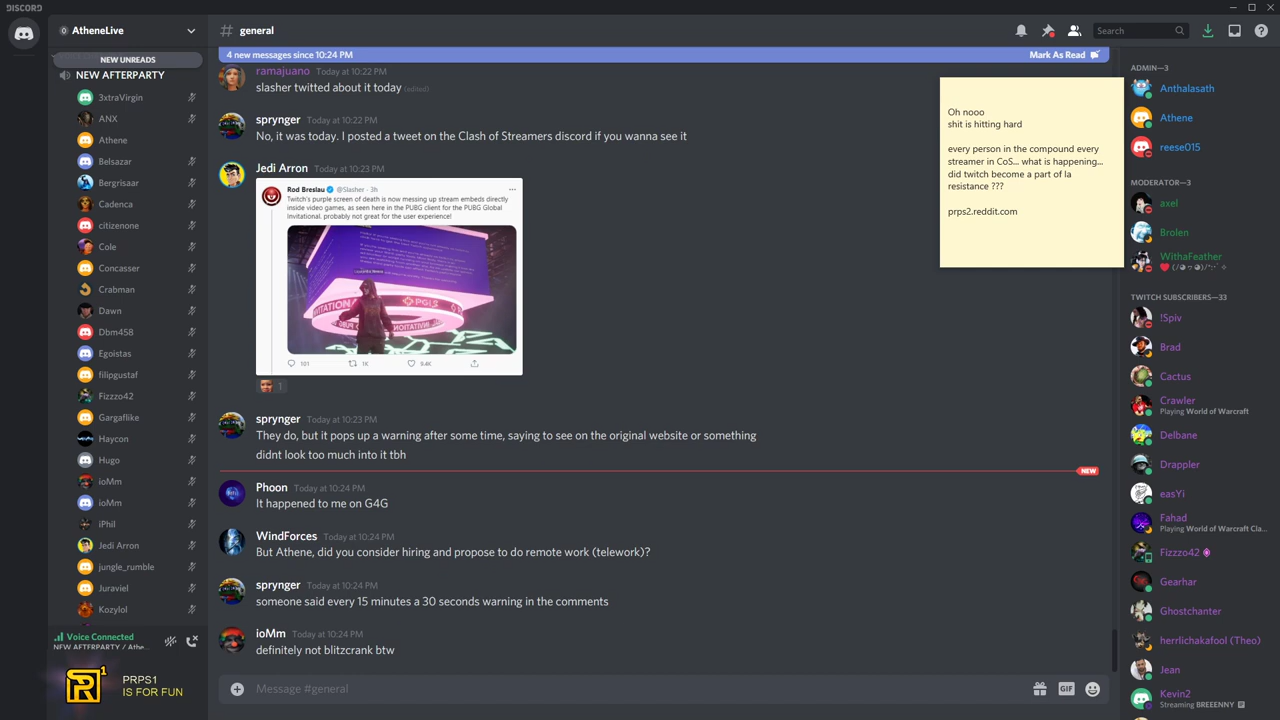 DISCORD
AtheneLive
general
Search
NEW UNREADS
NEW AFTERPARTY
3xtraVirgin
ANX
Athene
Belsazar
Bergrisaar
Cadenca
citizenone
Cole
Concasser
Crabman
Dawn
Dbm458
Egoistas
filipgustaf
Fizzzo42
Gargaflike
Haycon
Hugo
ioMm
ioMm
iPhil
Jedi Arron
jungle_rumble
Juraviel
Kozylol
Voice Connected
NEW AFTERPARTY / Athe...
PRPS1
IS FOR FUN
4 new messages since 10:24 PM
Mark As Read
ramajuano Today at 10:22 PM
slasher twitted about it today (edited)
sprynger Today at 10:22 PM
No, it was today. I posted a tweet on the Clash of Streamers discord if you wanna see it
Jedi Arron Today at 10:23 PM
Rod Breslau @Slasher · 3h
Twitch's purple screen of death is now messing up stream embeds directly
inside video games, as seen here in the PUBG client for the PUBG Global
Invitational. probably not great for the user experience!
INVITATION
PGI.S
INVITATIONAL
101
1K
9.4K
1
sprynger Today at 10:23 PM
They do, but it pops up a warning after some time, saying to see on the original website or something
didnt look too much into it tbh
NEW
Phoon Today at 10:24 PM
It happened to me on G4G
WindForces Today at 10:24 PM
But Athene, did you consider hiring and propose to do remote work (telework)?
sprynger Today at 10:24 PM
someone said every 15 minutes a 30 seconds warning in the comments
ioMm Today at 10:24 PM
definitely not blitzcrank btw
Message #general
GIF
Oh nooo
shit is hitting hard
every person in the compound every
streamer in CoS... what is happening...
did twitch become a part of la
resistance ???
prps2.reddit.com
ADMIN—3
Anthalasath
Athene
reese015
MODERATOR—3
axel
Brolen
WithaFeather
TWITCH SUBSCRIBERS—33
!Spiv
Brad
Cactus
Crawler
Playing World of Warcraft
Delbane
Drappler
easYi
Fahad
Playing World of Warcraft Cla...
Fizzzo42
Gearhar
Ghostchanter
herrlichakafool (Theo)
Jean
Kevin2
Streaming BREEENNY